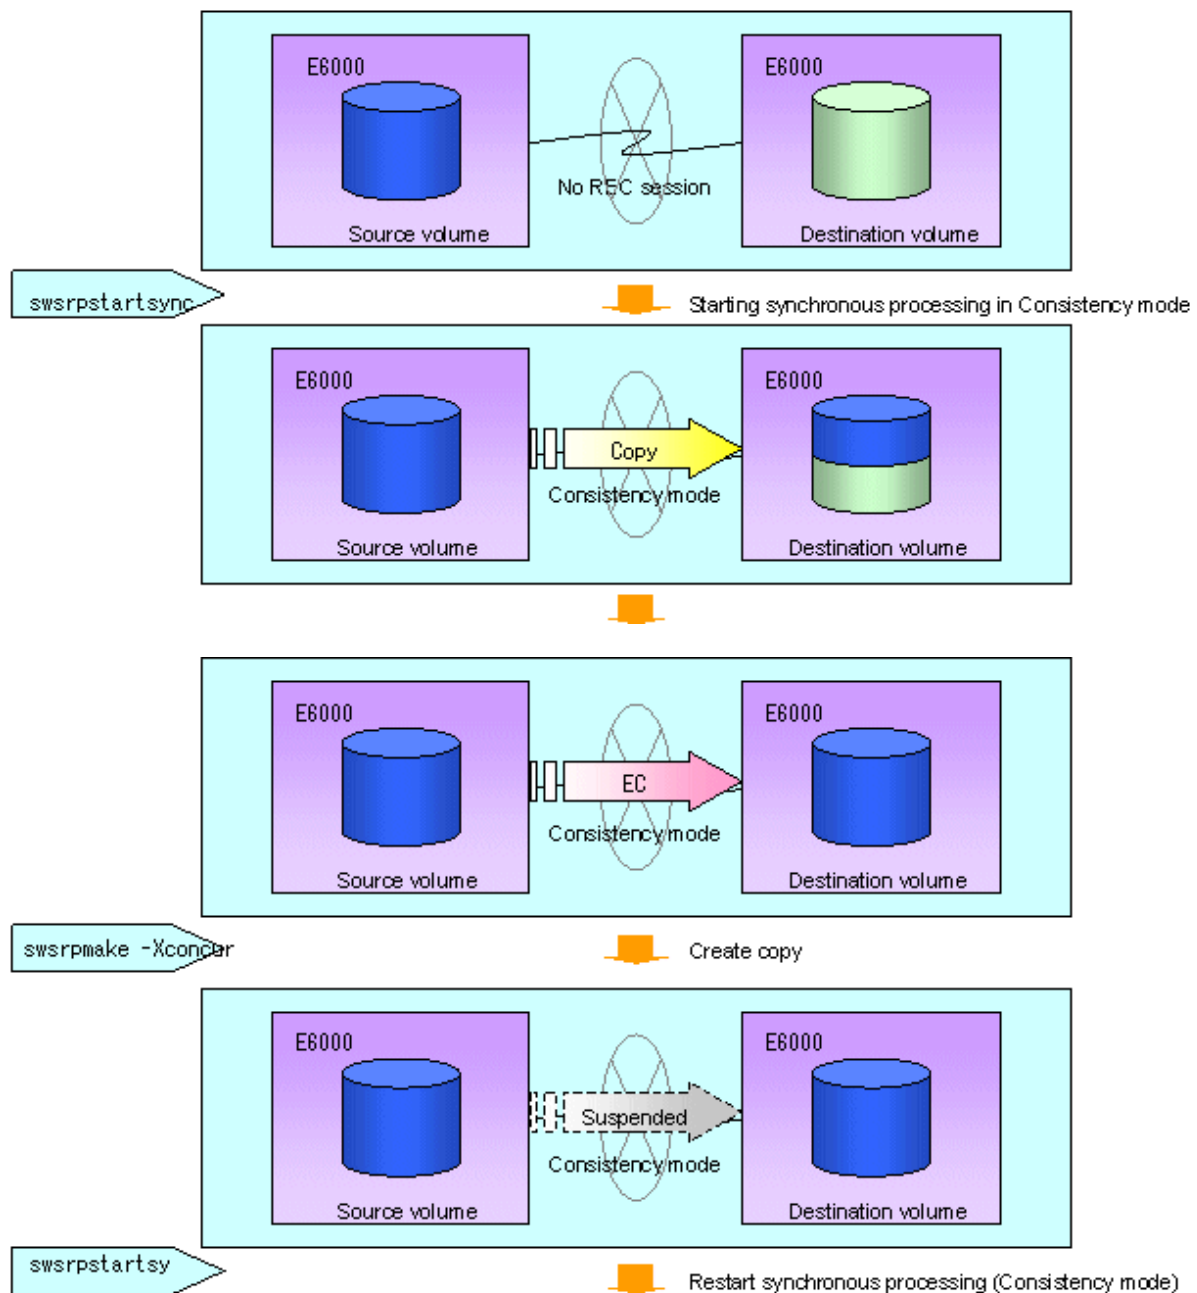 E6000
E6000
No REC session
Source volume
Destination volume
swsrpstartsync
Starting synchronous processing in Consistency mode
E6000
E6000
Copy
Consistency mode
Source volume
Destination volume
E6000
E6000
EC
Consistency mode
Source volume
Destination volume
swsrpmake -Xconcur
Create copy
E6000
E6000
Suspended
Consistency mode
Source volume
Destination volume
swsrpstartsy
Restart synchronous processing (Consistency mode)